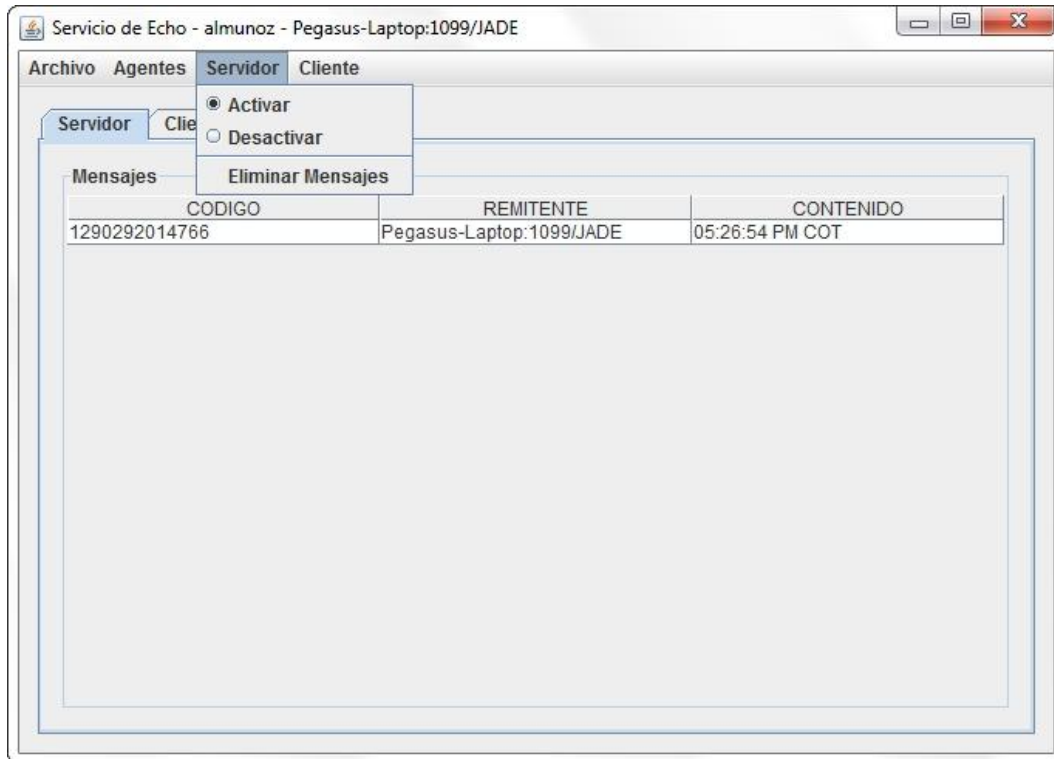 Servicio de Echo - almunoz - Pegasus-Laptop:1099/JADE
Archivo Agentes Servidor Cliente
Activar
Desactivar
Eliminar Mensajes
Servidor Clie
Mensajes
CODIGO REMITENTE CONTENIDO
1290292014766 Pegasus-Laptop:1099/JADE 05:26:54 PM COT